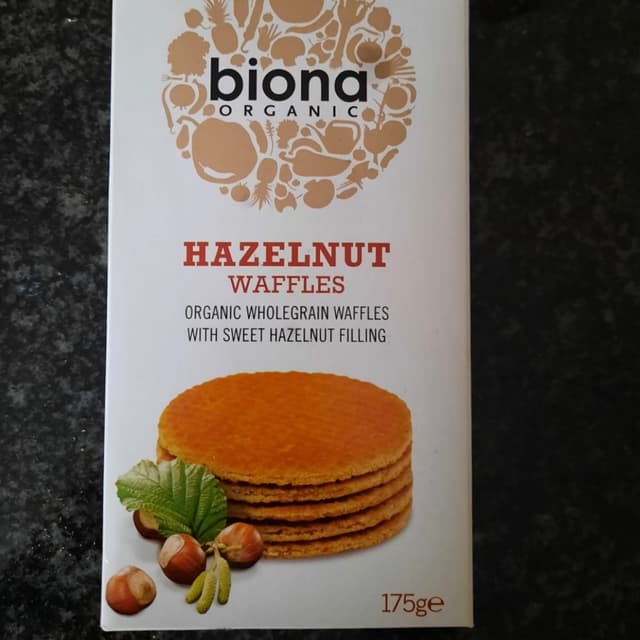 biona
ORGANIC
HAZELNUT
WAFFLES
ORGANIC WHOLEGRAIN WAFFLES
WITH SWEET HAZELNUT FILLING
175g℮